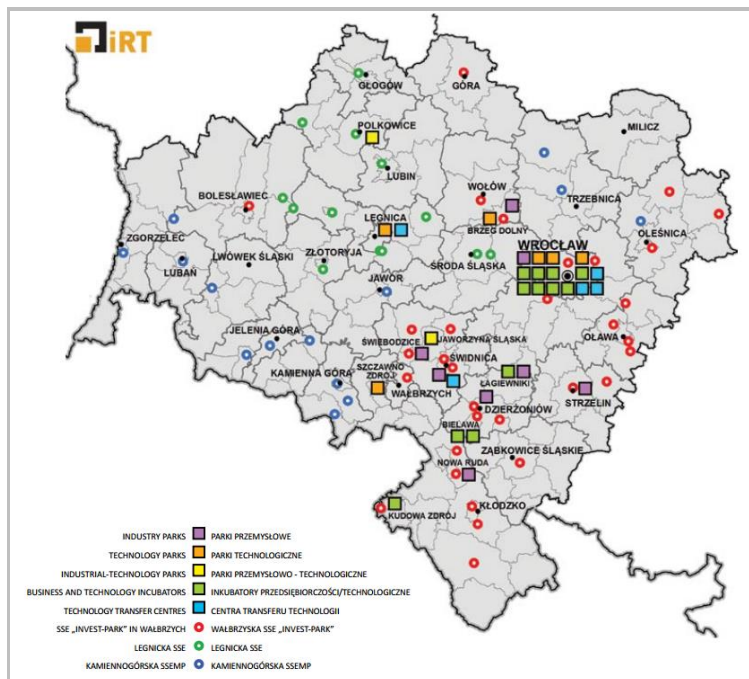 iRT
GŁOGÓW
GÓRA
POLKOWICE
MILICZ
LUBIN
WOŁÓW
TRZEBNICA
BOLESŁAWIEC
LEGNICA
BRZEG DOLNY
OLEŚNICA
ZGORZELEC
WROCŁAW
LUBAŃ
LWÓWEK ŚLĄSKI
ZŁOTORYJA
ŚRODA ŚLĄSKA
JAWOR
JELENIA GÓRA
ŚWIEBODZICE
JAWORZYNA ŚLĄSKA
OŁAWA
KAMIENNA GÓRA
SZCZAWNO
ZDRÓJ
ŚWIDNICA
WAŁBRZYCH
ŁAGIEWNIKI
STRZELIN
DZIERŻONIÓW
BIELAWA
ZĄBKOWICE ŚLĄSKIE
NOWA RUDA
KŁODZKO
KUDOWA ZDRÓJ
INDUSTRY PARKS PARKI PRZEMYSŁOWE
TECHNOLOGY PARKS PARKI TECHNOLOGICZNE
INDUSTRIAL-TECHNOLOGY PARKS PARKI PRZEMYSŁOWO - TECHNOLOGICZNE
BUSINESS AND TECHNOLOGY INCUBATORS INKUBATORY PRZEDSIĘBIORCZOŚCI/TECHNOLOGICZNE
TECHNOLOGY TRANSFER CENTRES CENTRA TRANSFERU TECHNOLOGII
SSE „INVEST-PARK" IN WAŁBRZYCH WAŁBRZYSKA SSE „INVEST-PARK"
LEGNICKA SSE LEGNICKA SSE
KAMIENNOGÓRSKA SSEMP KAMIENNOGÓRSKA SSEMP